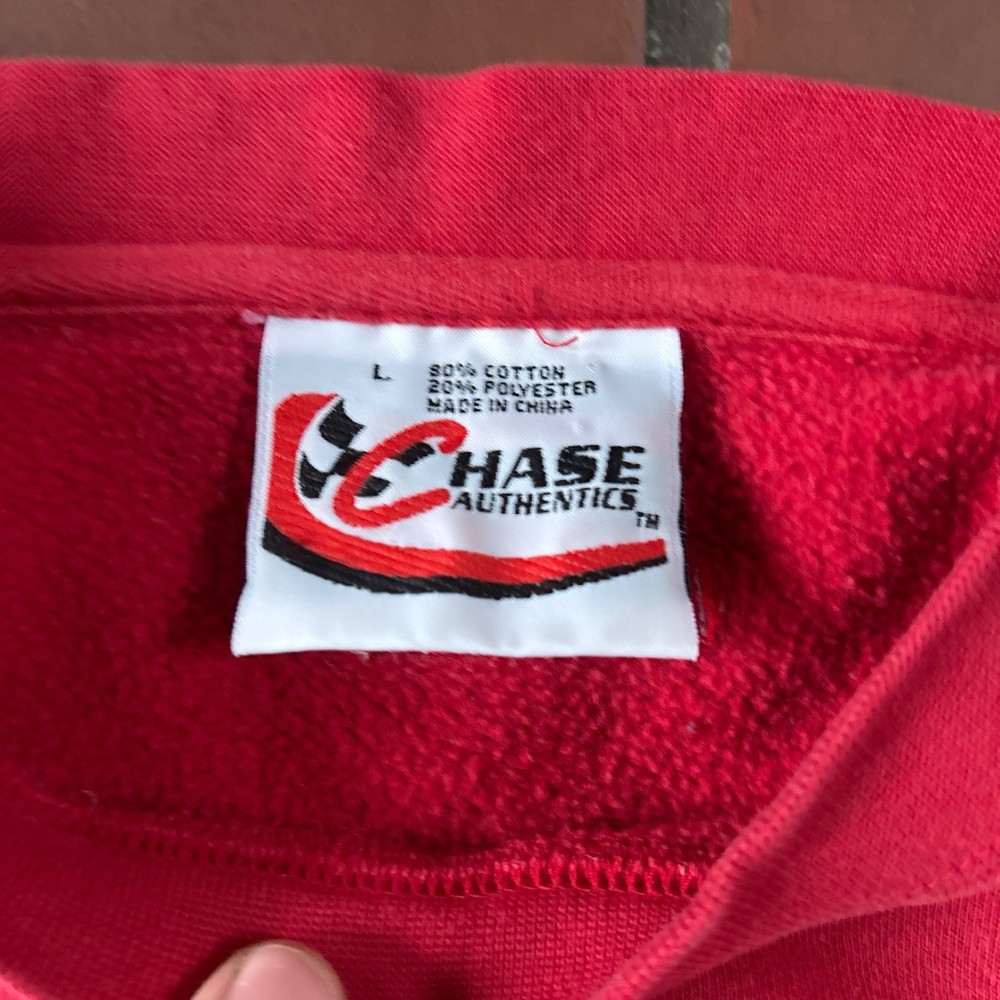 L 80% COTTON
20% POLYESTER
MADE IN CHINA
CHASE
AUTHENTICS TM